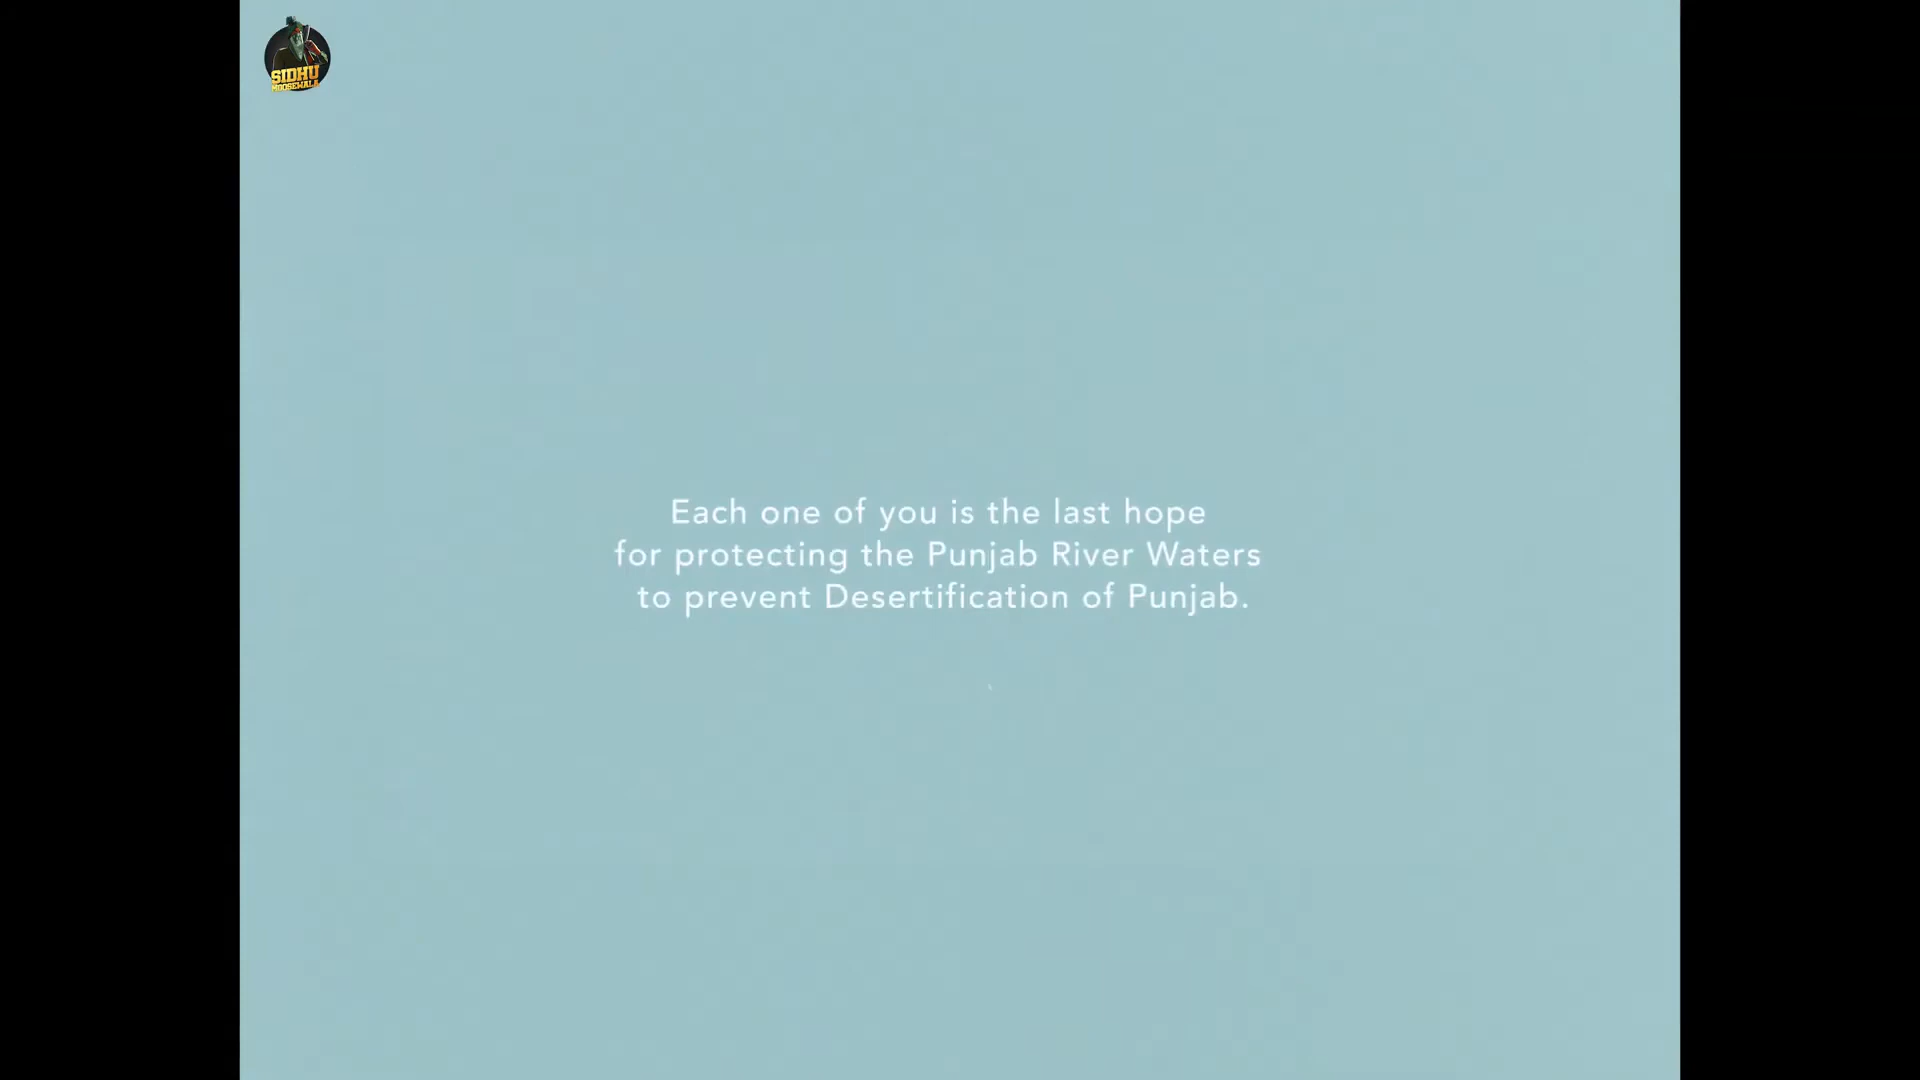 SIDHU
MOOSEWALA
Each one of you is the last hope
for protecting the Punjab River Waters
to prevent Desertification of Punjab.